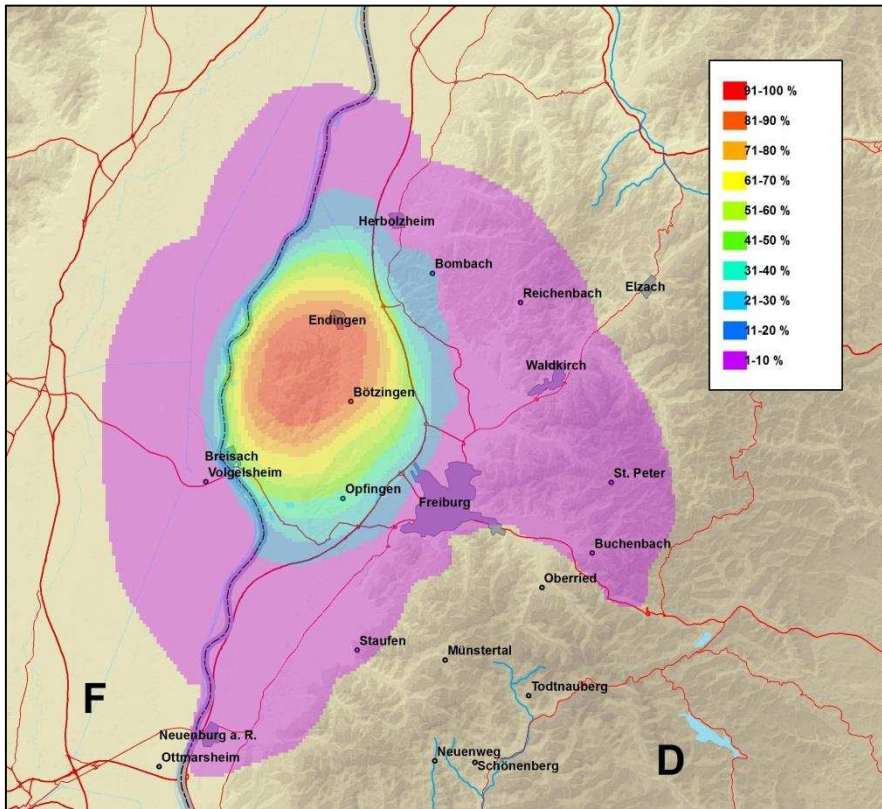 91-100 %
81-90 %
71-80 %
61-70 %
51-60 %
41-50 %
31-40 %
21-30 %
11-20 %
1-10 %
Herbolzheim
Bombach
Reichenbach
Elzach
Endingen
Waldkirch
Bötzingen
Breisach
Volgelsheim
Opfingen
Freiburg
St. Peter
Buchenbach
Oberried
Staufen
Münstertal
Todtnauberg
F
Neuenburg a. R.
Ottmarsheim
Neuenweg
Schönenberg
D